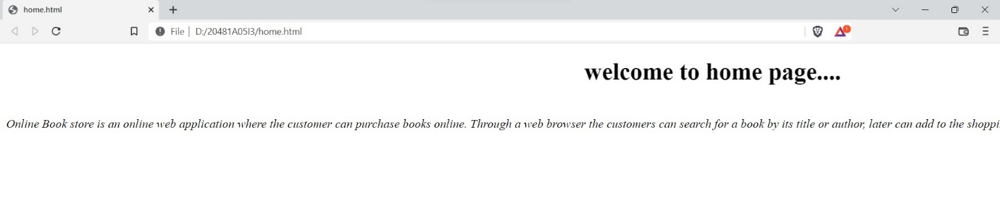 home.html
File | D:/20481A05I3/home.html
1
welcome to home page....
Online Book store is an online web application where the customer can purchase books online. Through a web browser the customers can search for a book by its title or author, later can add to the shoppi